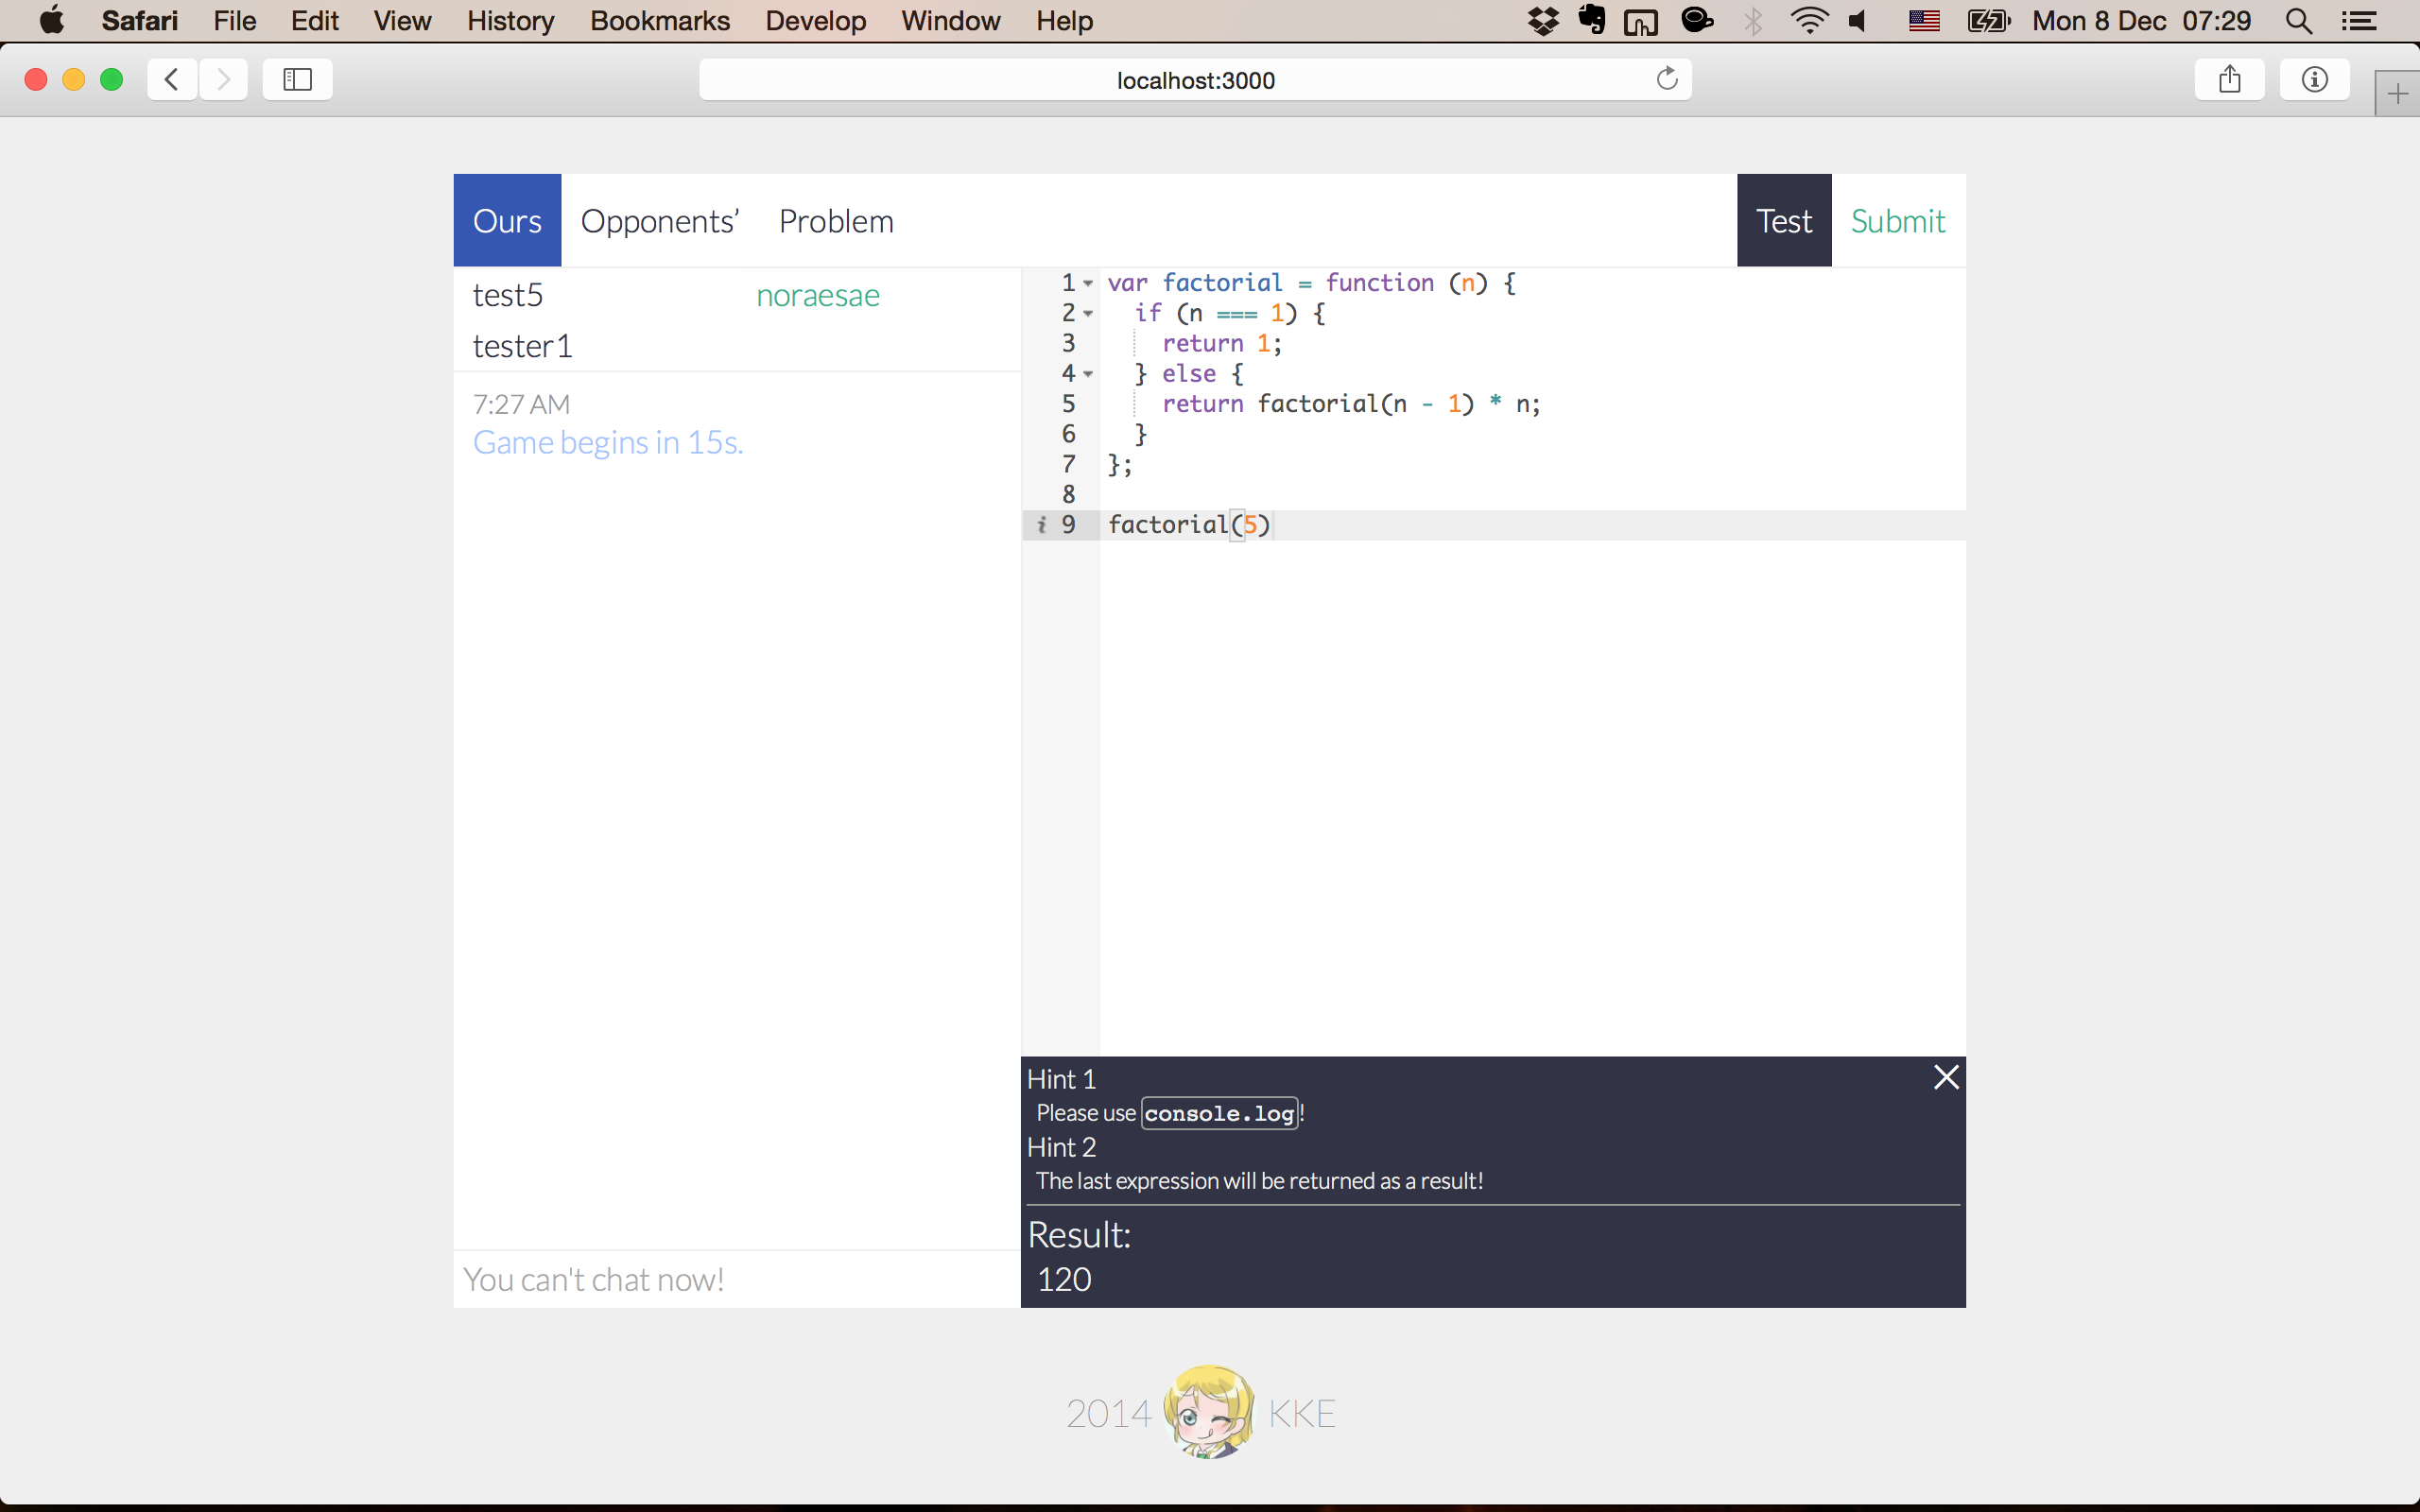 Safari File Edit View History Bookmarks Develop Window Help Mon 8 Dec 07:29
localhost:3000
Ours Opponents’ Problem Test Submit
test5 noraesae
tester1
7:27 AM
Game begins in 15s.
You can't chat now!
1 var factorial = function (n) {
2 if (n === 1) {
3 return 1;
4 } else {
5 return factorial(n - 1) * n;
6 }
7 };
8
9 factorial(5)
Hint 1
Please use console.log!
Hint 2
The last expression will be returned as a result!
Result:
120
2014 KKE